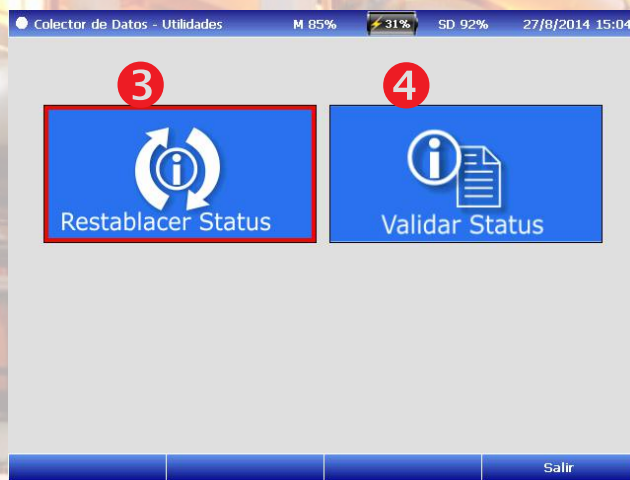 Colector de Datos - Utilidades M 85% 31% SD 92% 27/8/2014 15:04
3 4
Restablacer Status Validar Status
Salir